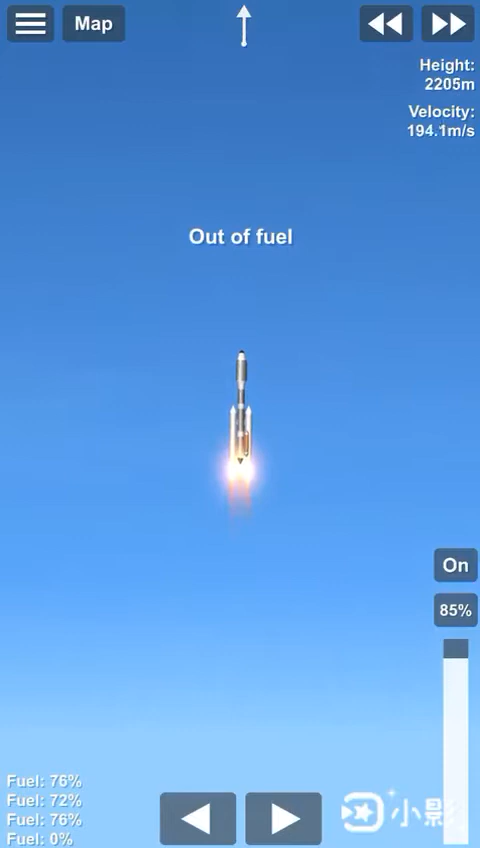 Map
Height:
2205m
Velocity:
194.1m/s
Out of fuel
On
85%
Fuel: 76%
Fuel: 72%
Fuel: 76%
Fuel: 0%
小影